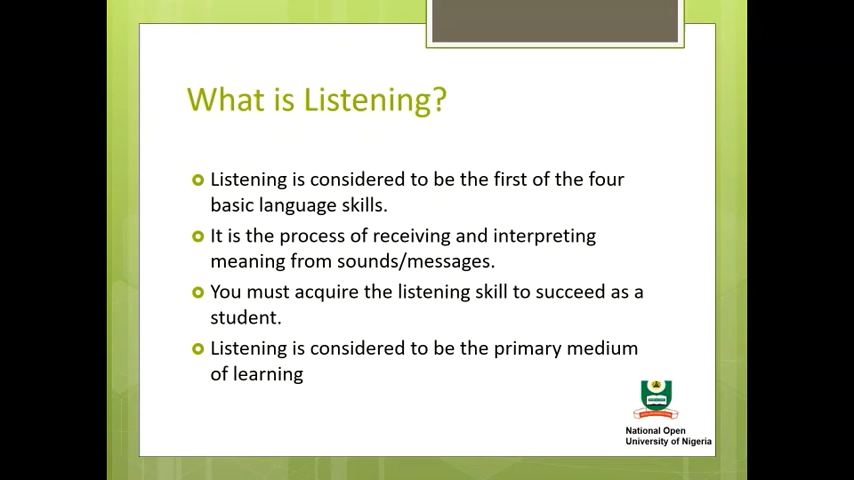 What is Listening?
Listening is considered to be the first of the four
basic language skills.
It is the process of receiving and interpreting
meaning from sounds/messages.
You must acquire the listening skill to succeed as a
student.
Listening is considered to be the primary medium
of learning
National Open
University of Nigeria